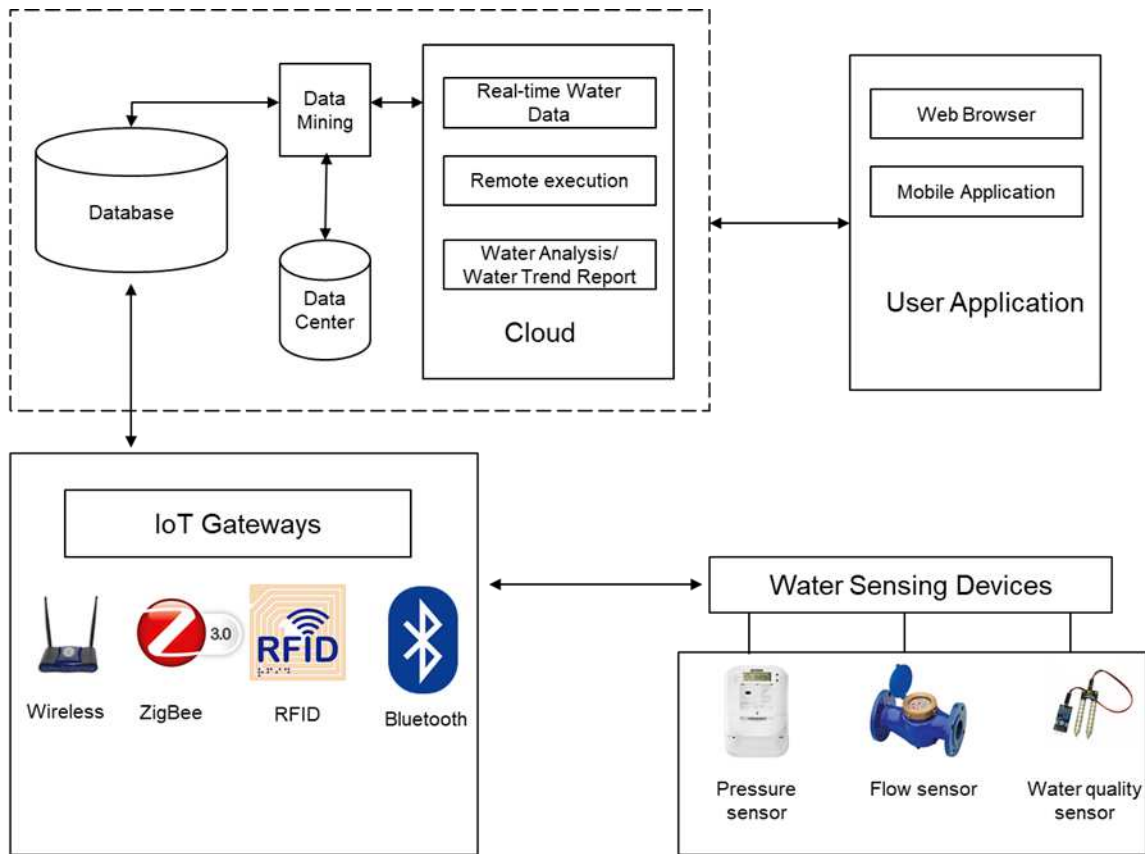 Data
Mining
Database
Data
Center
Real-time Water
Data
Remote execution
Water Analysis/
Water Trend Report
Cloud
Web Browser
Mobile Application
User Application
IoT Gateways
3.0
RFID
Wireless
ZigBee
RFID
Bluetooth
Water Sensing Devices
Pressure
sensor
Flow sensor
Water quality
sensor